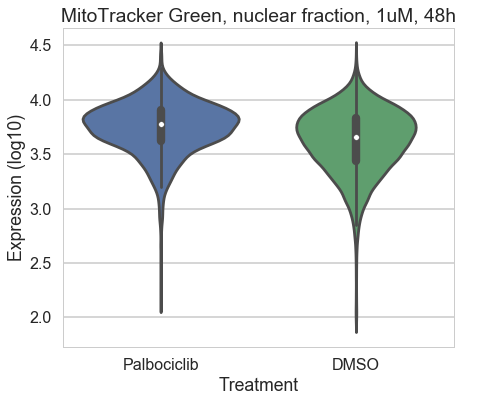 MitoTracker Green, nuclear fraction, 1uM, 48h
4.5
4.0
3.5
3.0
2.5
2.0
Expression (log10)
Palbociclib DMSO
Treatment